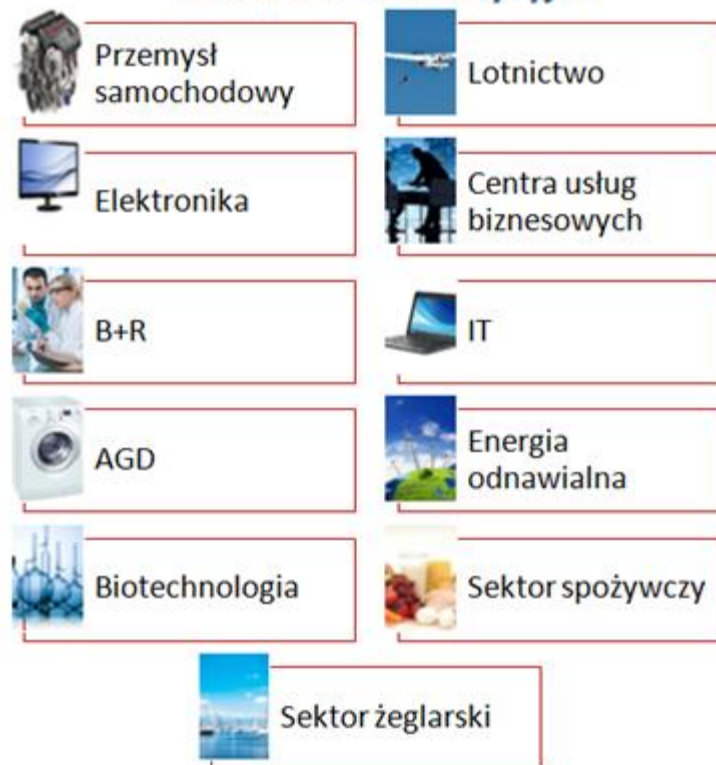 Przemysł
samochodowy
Lotnictwo
Elektronika
Centra usług
biznesowych
B+R
IT
AGD
Energia
odnawialna
Biotechnologia
Sektor spożywczy
Sektor żeglarski